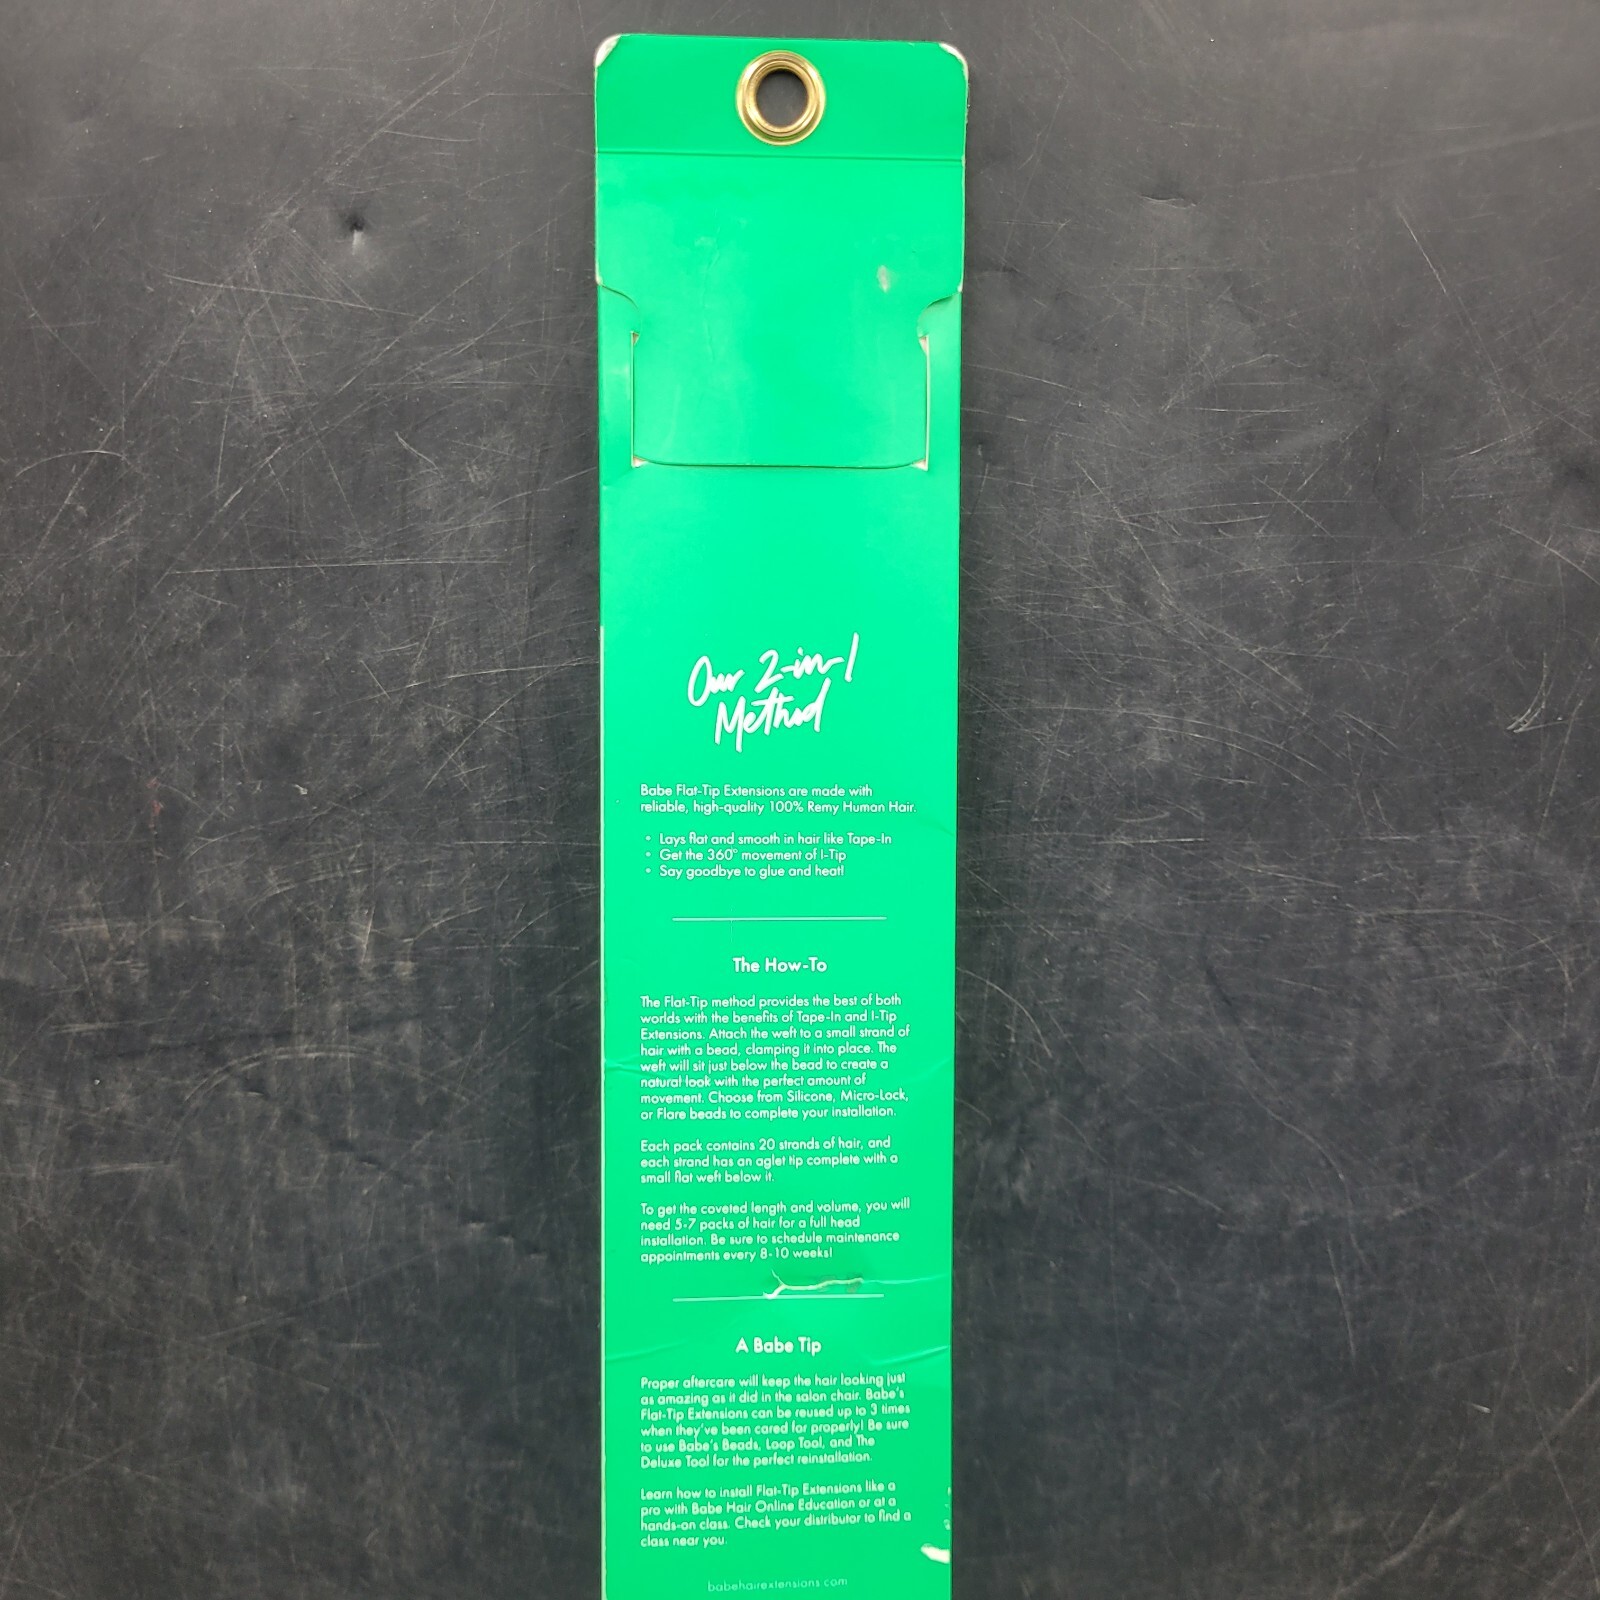 Our 2-in-1
Method
Babe Flat-Tip Extensions are made with
reliable, high-quality 100% Remy Human Hair.
• Lays flat and smooth in hair like Tape-In
• Get the 360° movement of I-Tip
• Say goodbye to glue and heat!
The How-To
The Flat-Tip method provides the best of both
worlds with the benefits of Tape-In and I-Tip
Extensions. Attach the weft to a small strand of
hair with a bead, clamping it into place. The
weft will sit just below the bead to create a
natural look with the perfect amount of
movement. Choose from Silicone, Micro-Lock,
or Flare beads to complete your installation.
Each pack contains 20 strands of hair, and
each strand has an aglet tip complete with a
small flat weft below it.
To get the coveted length and volume, you will
need 5-7 packs of hair for a full head
installation. Be sure to schedule maintenance
appointments every 8-10 weeks!
A Babe Tip
Proper aftercare will keep the hair looking just
as amazing as it did in the salon chair. Babe's
Flat-Tip Extensions can be reused up to 3 times
when they've been cared for properly! Be sure
to use Babe's Beads, Loop Tool, and The
Deluxe Tool for the perfect reinstallation.
Learn how to install Flat-Tip Extensions like a
pro with Babe Hair Online Education or at a
hands-on class. Check your distributor to find a
class near you.
babehairextensions.com